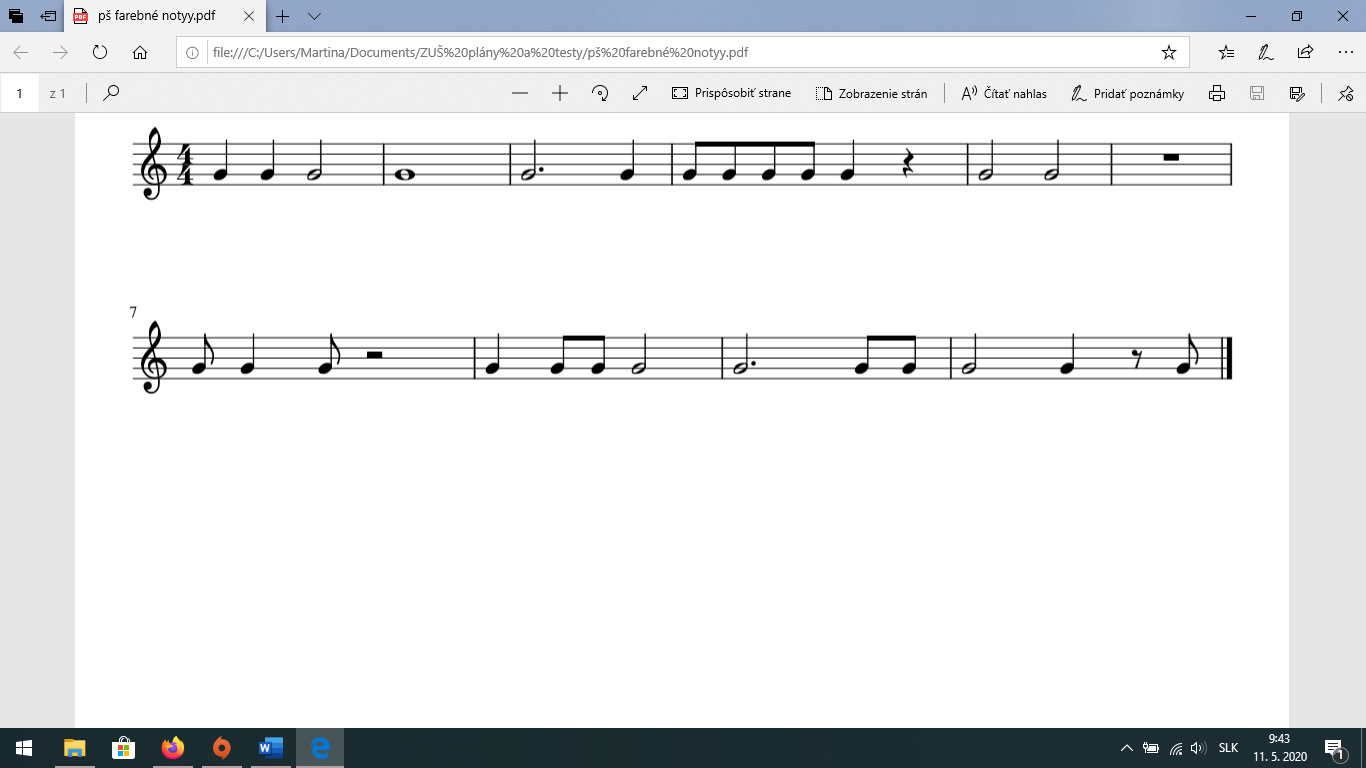 pš farebné notyy.pdf
file:///C:/Users/Martina/Documents/ZUŠ%20plány%20a%20testy/pš%20farebné%20notyy.pdf
1 z 1 Prispôsobiť strane Zobrazenie strán Čítať nahlas Pridať poznámky
4
4
7
SLK
9:43
11. 5. 2020
1